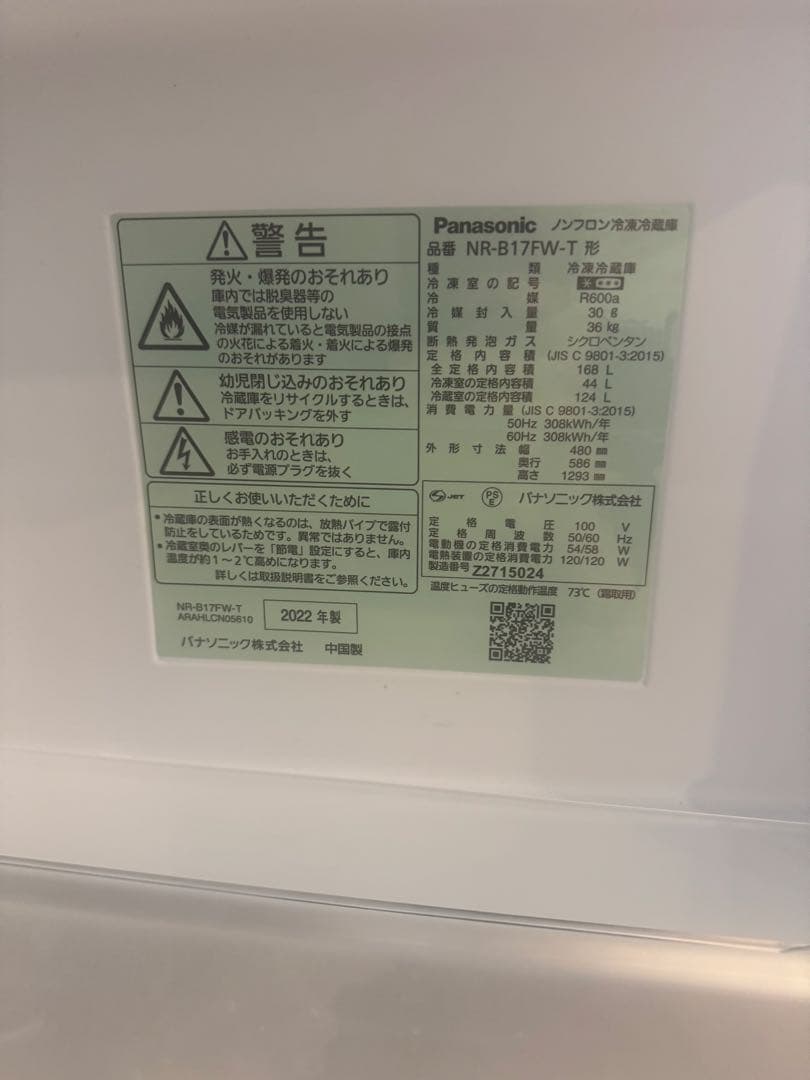 警告
発火・爆発のおそれあり
庫内では脱臭器等の
電気製品を使用しない
冷媒が漏れていると電気製品の接点
の火花による着火・着火による爆発
のおそれがあります
幼児閉じ込みのおそれあり
冷蔵庫をリサイクルするときは、
ドアパッキングを外す
感電のおそれあり
お手入れのときは、
必ず電源プラグを抜く
正しくお使いいただくために
・冷蔵庫の表面が熱くなるのは、放熱パイプで露付
防止をしているためです。異常ではありません。
・冷蔵室奥のレバーを「節電」設定にすると、庫内
温度が約1～2℃高めになります。
詳しくは取扱説明書をご参照ください。
NR-B17FW-T
ARAHLCN05610
2022 年製
パナソニック株式会社 中国製
Panasonic ノンフロン冷凍冷蔵庫
品番 NR-B17FW-T 形
種類 冷凍冷蔵庫
冷凍室の記号
冷媒 R600a
冷媒封入量 30 g
質量 36 kg
断熱発泡ガス シクロペンタン
定格内容積 (JIS C 9801-3:2015)
全定格内容積 168 L
冷凍室の定格内容積 44 L
冷蔵室の定格内容積 124 L
消費電力量 (JIS C 9801-3:2015)
50Hz 308kWh/年
60Hz 308kWh/年
外形寸法 幅 480 mm
奥行 586 mm
高さ 1293 mm
JET PS E パナソニック株式会社
定格電圧 100 V
定格周波数 50/60 Hz
電動機の定格消費電力 54/58 W
電熱装置の定格消費電力 120/120 W
製造番号 Z2715024
温度ヒューズの定格動作温度 73℃ (霜取用)